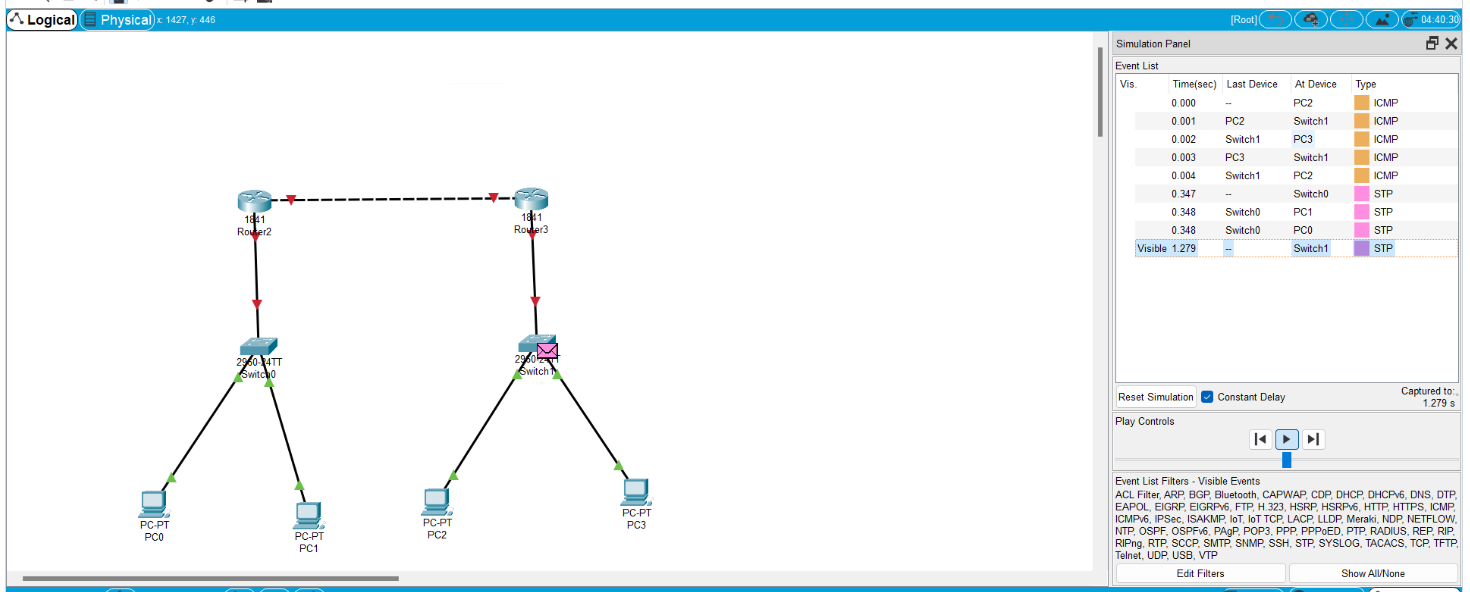 Logical Physical x: 1427, y: 446 [Root] 04:40:30
Simulation Panel
Event List
Vis. Time(sec) Last Device At Device Type
0.000 -- PC2 ICMP
0.001 PC2 Switch1 ICMP
0.002 Switch1 PC3 ICMP
0.003 PC3 Switch1 ICMP
0.004 Switch1 PC2 ICMP
0.347 -- Switch0 STP
0.348 Switch0 PC1 STP
0.348 Switch0 PC0 STP
Visible 1.279 -- Switch1 STP
1841
Router2
1841
Router3
2960-24TT
Switch0
2960-24TT
Switch1
PC-PT
PC0
PC-PT
PC1
PC-PT
PC2
PC-PT
PC3
Reset Simulation Constant Delay Captured to:
1.279 s
Play Controls
Event List Filters - Visible Events
ACL Filter, ARP, BGP, Bluetooth, CAPWAP, CDP, DHCP, DHCPv6, DNS, DTP,
EAPOL, EIGRP, EIGRPv6, FTP, H.323, HSRP, HSRPv6, HTTP, HTTPS, ICMP,
ICMPv6, IPSec, ISAKMP, IoT, IoT TCP, LACP, LLDP, Meraki, NDP, NETFLOW,
NTP, OSPF, OSPFv6, PAgP, POP3, PPP, PPPoED, PTP, RADIUS, REP, RIP,
RIPng, RTP, SCCP, SMTP, SNMP, SSH, STP, SYSLOG, TACACS, TCP, TFTP,
Telnet, UDP, USB, VTP
Edit Filters Show All/None